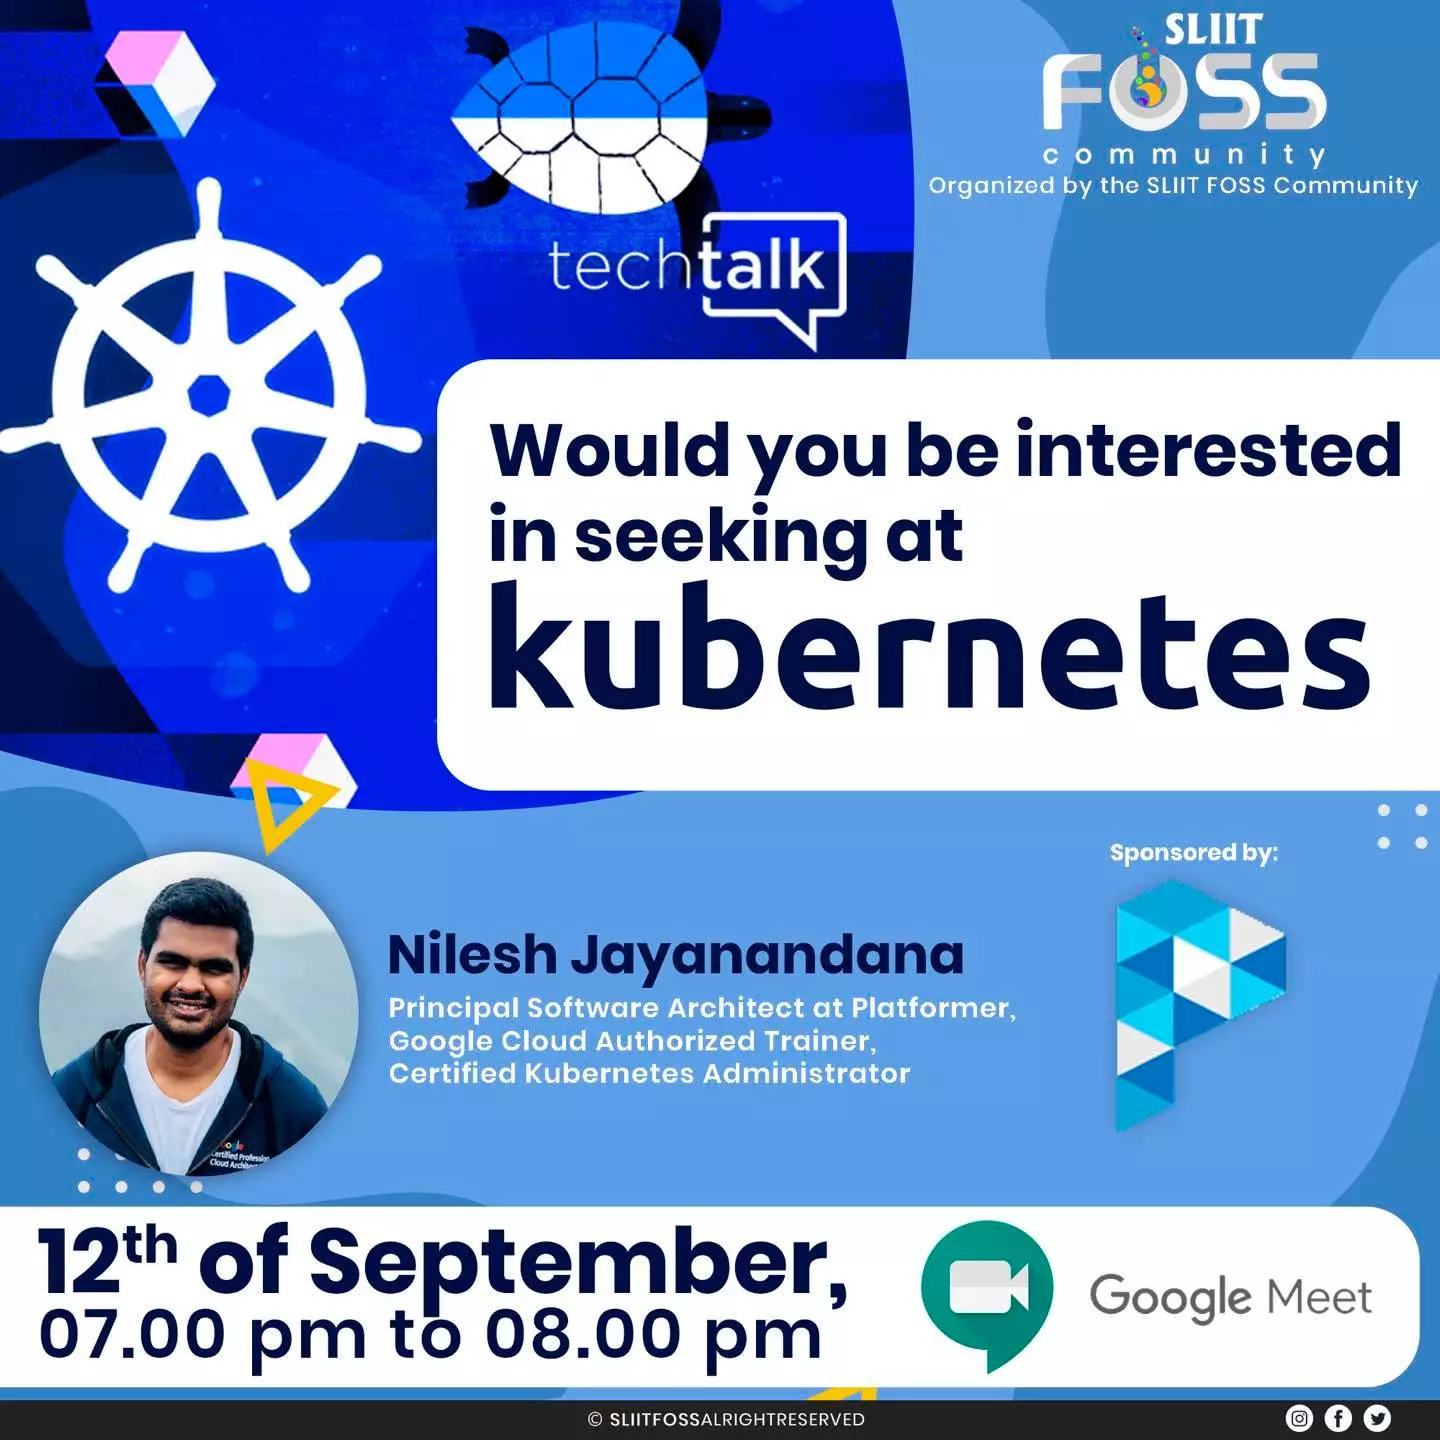 SLIIT
FOSS
community
Organized by the SLIIT FOSS Community
techtalk
Would you be interested
in seeking at
kubernetes
Sponsored by:
Nilesh Jayanandana
Principal Software Architect at Platformer,
Google Cloud Authorized Trainer,
Certified Kubernetes Administrator
12th of September,
07.00 pm to 08.00 pm
Google Meet
© SLIITFOSSALRIGHTRESERVED